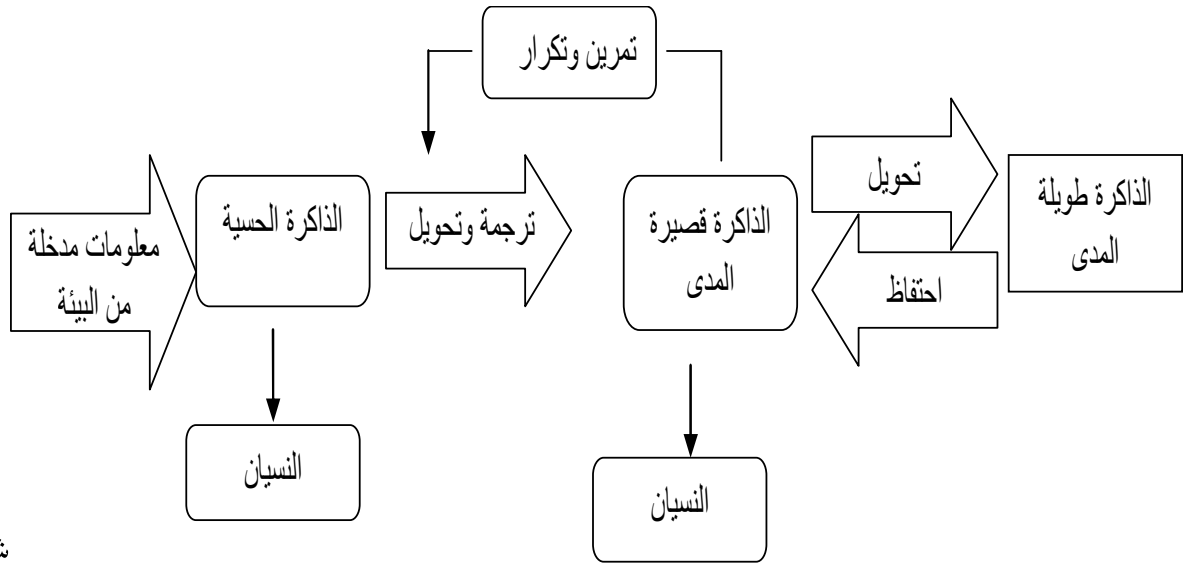 تمرين وتكرار
معلومات مدخلة
من البيئة
الذاكرة الحسية
ترجمة وتحويل
الذاكرة قصيرة
المدى
تحويل
احتفاظ
الذاكرة طويلة
المدى
النسيان
النسيان